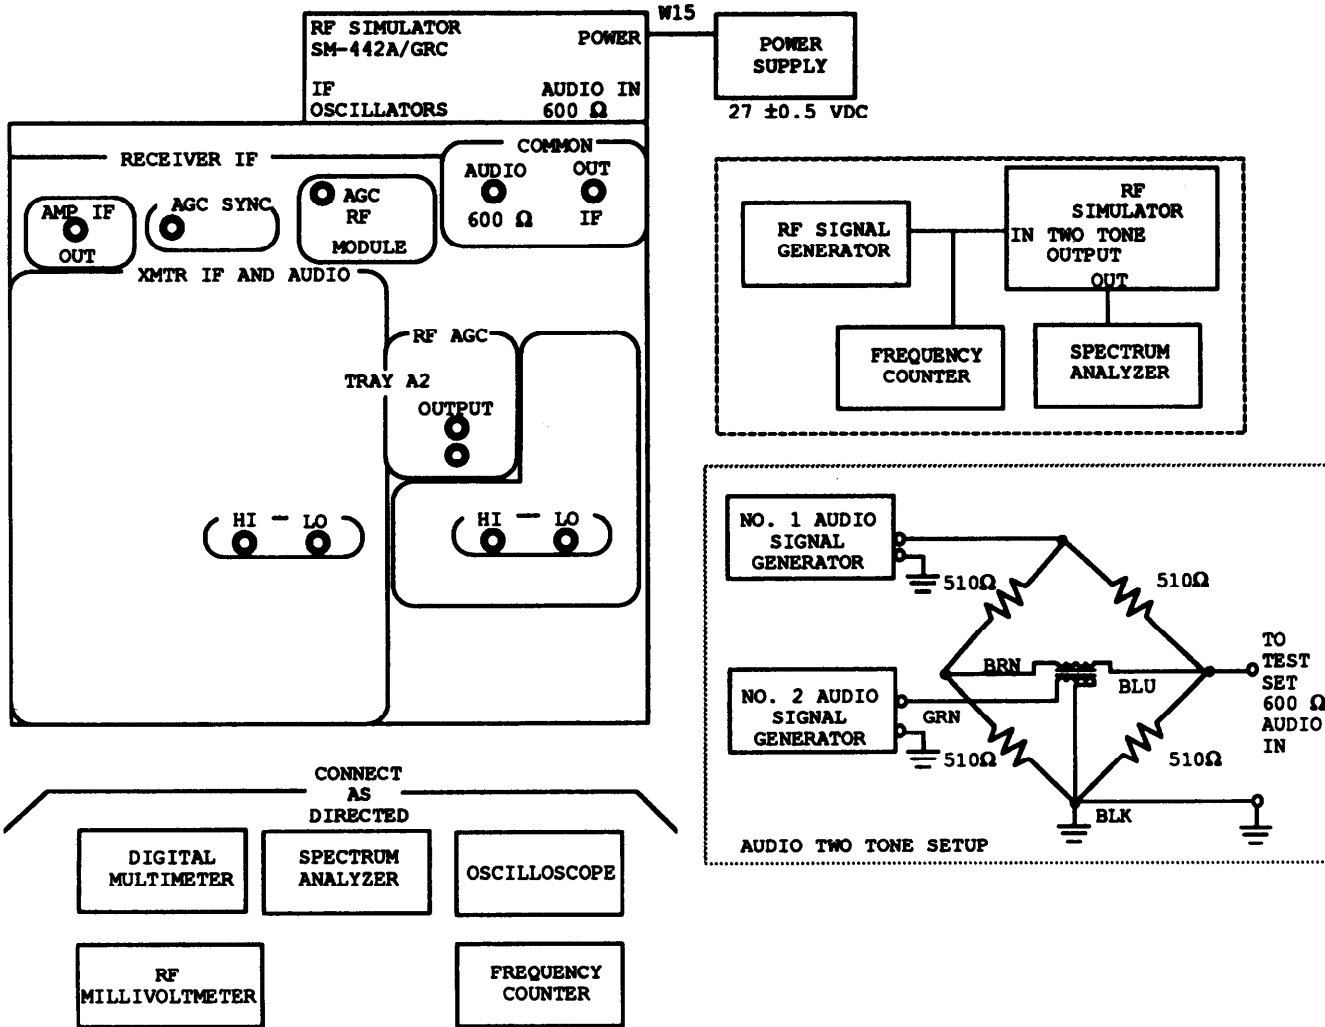 W15
RF SIMULATOR
SM-442A/GRC
POWER
IF
OSCILLATORS
AUDIO IN
600 Ω
POWER
SUPPLY
27 ±0.5 VDC
RECEIVER IF
COMMON
AUDIO
600 Ω
OUT
IF
AMP IF
OUT
AGC SYNC
AGC
RF
MODULE
XMTR IF AND AUDIO
RF AGC
TRAY A2
OUTPUT
HI - LO
HI - LO
RF SIGNAL
GENERATOR
RF
SIMULATOR
IN TWO TONE
OUTPUT
OUT
FREQUENCY
COUNTER
SPECTRUM
ANALYZER
NO. 1 AUDIO
SIGNAL
GENERATOR
510Ω
510Ω
BRN
BLU
NO. 2 AUDIO
SIGNAL
GENERATOR
GRN
510Ω
510Ω
BLK
TO
TEST
SET
600 Ω
AUDIO
IN
AUDIO TWO TONE SETUP
CONNECT
AS
DIRECTED
DIGITAL
MULTIMETER
SPECTRUM
ANALYZER
OSCILLOSCOPE
RF
MILLIVOLTMETER
FREQUENCY
COUNTER